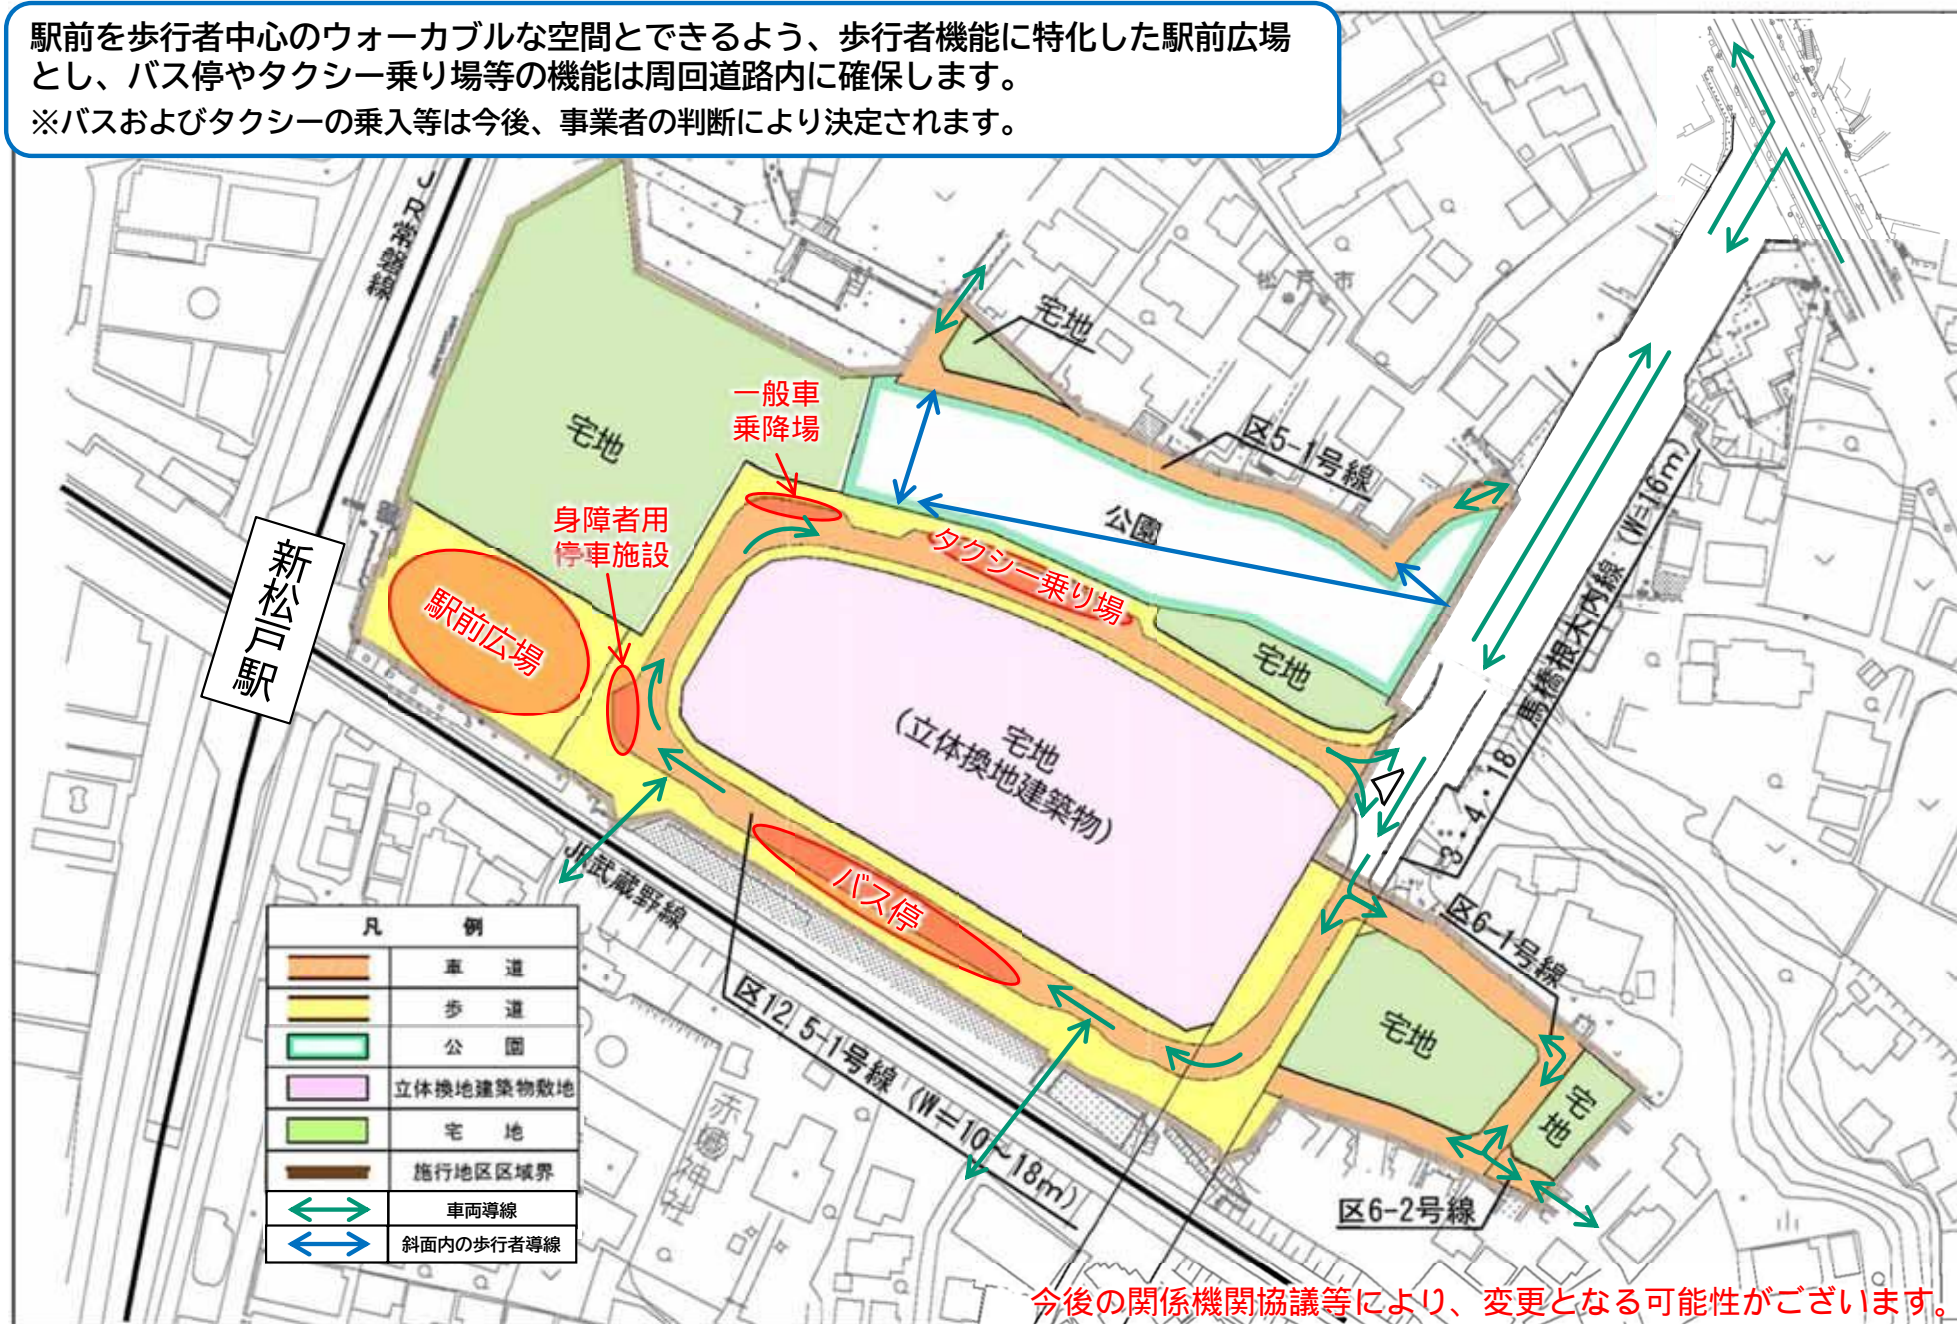 駅前を歩行者中心のウォーカブルな空間とできるよう、歩行者機能に特化した駅前広場
とし、バス停やタクシー乗り場等の機能は周回道路内に確保します。
※バスおよびタクシーの乗入等は今後、事業者の判断により決定されます。
JR常磐線
松戸市
宅地
一般車
乗降場
宅地
区5-1号線
公園
身障者用
停車施設
タクシー乗り場
新松戸駅
駅前広場
宅地
3・4・18 馬橋根木内線（W=16m）
宅地
（立体換地建築物）
JR武蔵野線
バス停
区6-1号線
区12.5-1号線（W=10～18m）
宅地
宅地
赤城神社
区6-2号線
凡例
車道
歩道
公園
立体換地建築物敷地
宅地
施行地区区域界
車両導線
斜面内の歩行者導線
今後の関係機関協議等により、変更となる可能性がございます。